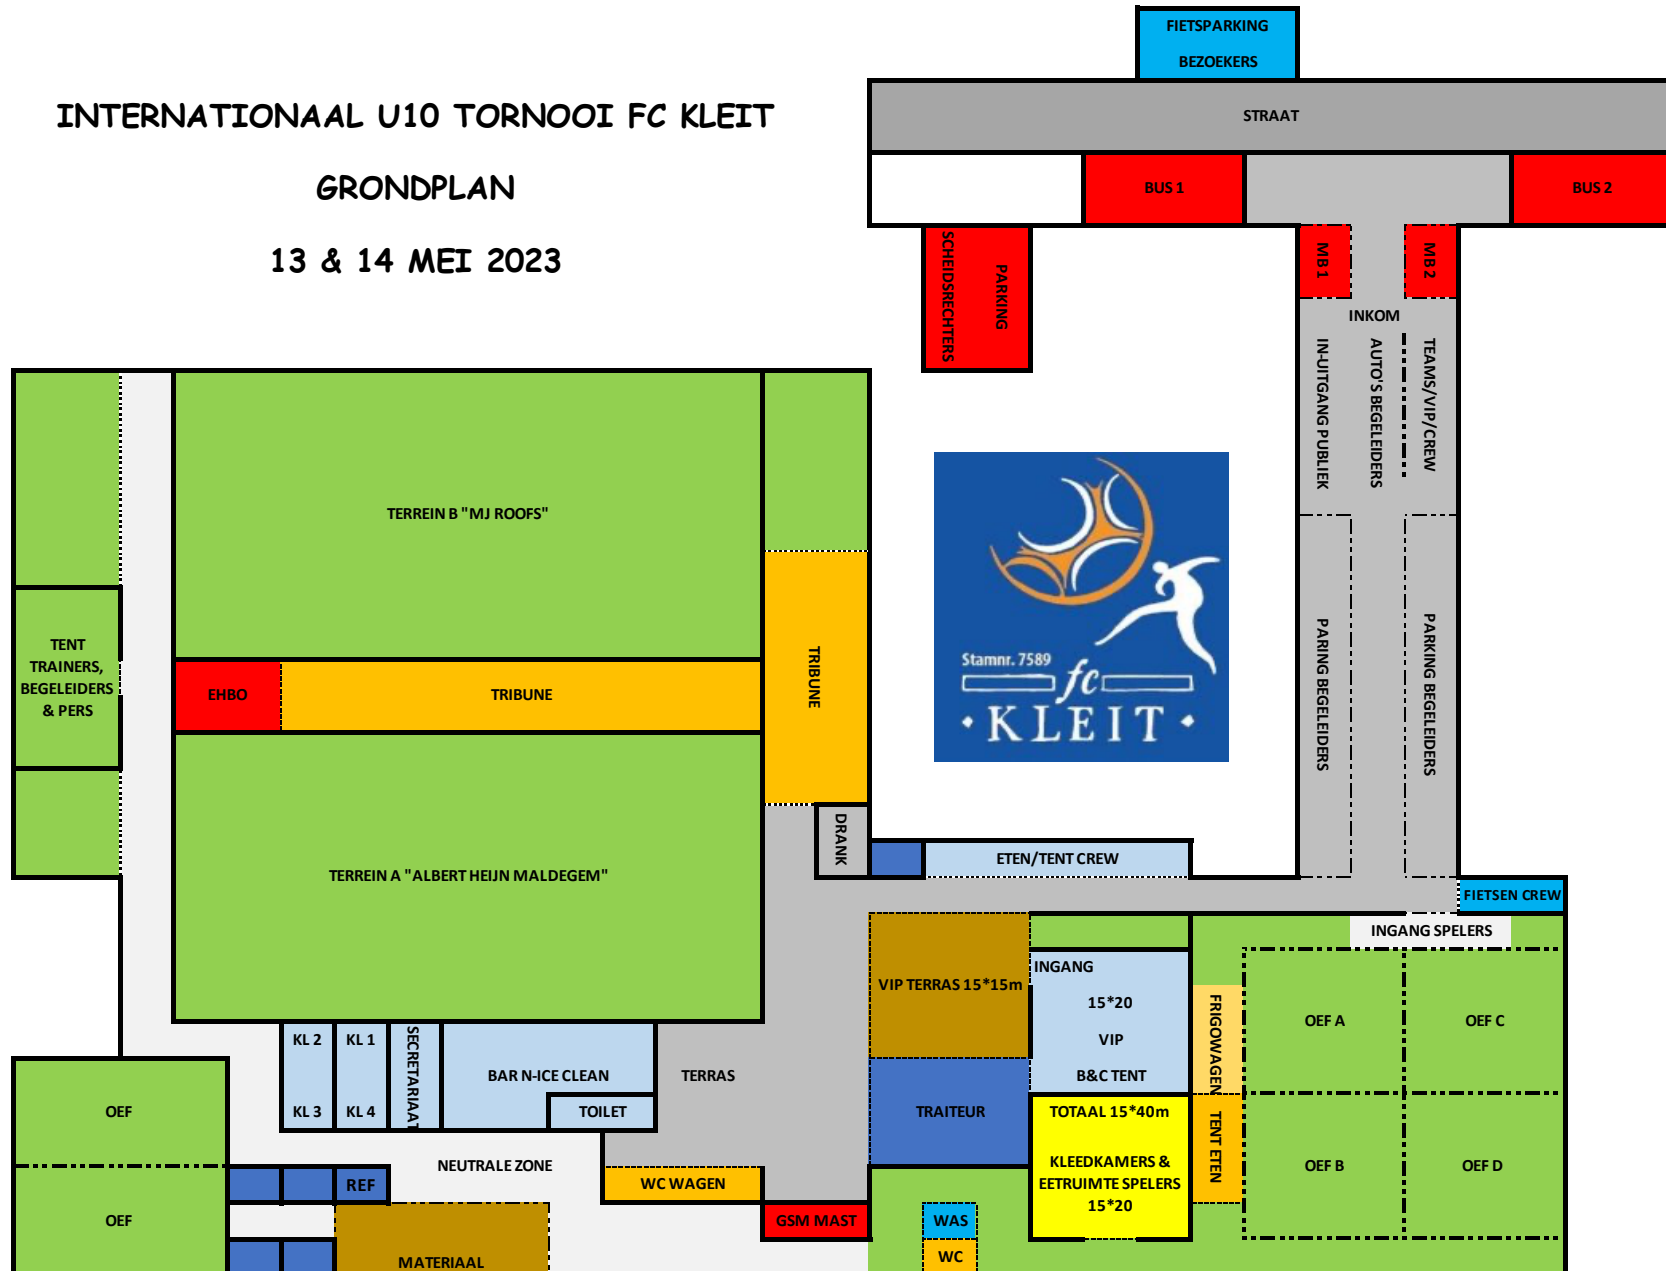 FIETSPARKING
BEZOEKERS
INTERNATIONAAL U10 TORNOOI FC KLEIT
GRONDPLAN
13 & 14 MEI 2023
STRAAT
BUS 1
BUS 2
SCHEIDSRECHTERS
PARKING
MB 1
MB 2
INKOM
IN-UITGANG PUBLIEK
AUTO'S BEGELEIDERS
TEAMS/VIP/CREW
TERREIN B "MJ ROOFS"
TENT
TRAINERS,
BEGELEIDERS
& PERS
EHBO
TRIBUNE
TRIBUNE
Stamnr. 7589
fc
KLEIT
PARING BEGELEIDERS
PARKING BEGELEIDERS
TERREIN A "ALBERT HEIJN MALDEGEM"
DRANK
ETEN/TENT CREW
FIETSEN CREW
INGANG SPELERS
VIP TERRAS 15*15m
INGANG
15*20
VIP
B&C TENT
FRIGOWAGEN
OEF A
OEF C
KL 2
KL 1
SECRETARIAAT
BAR N-ICE CLEAN
TERRAS
KL 3
KL 4
TOILET
OEF
TRAITEUR
TOTAAL 15*40m
KLEEDKAMERS &
EETRUIMTE SPELERS
15*20
TENT ETEN
OEF B
OEF D
NEUTRALE ZONE
REF
WC WAGEN
OEF
GSM MAST
WAS
WC
MATERIAAL